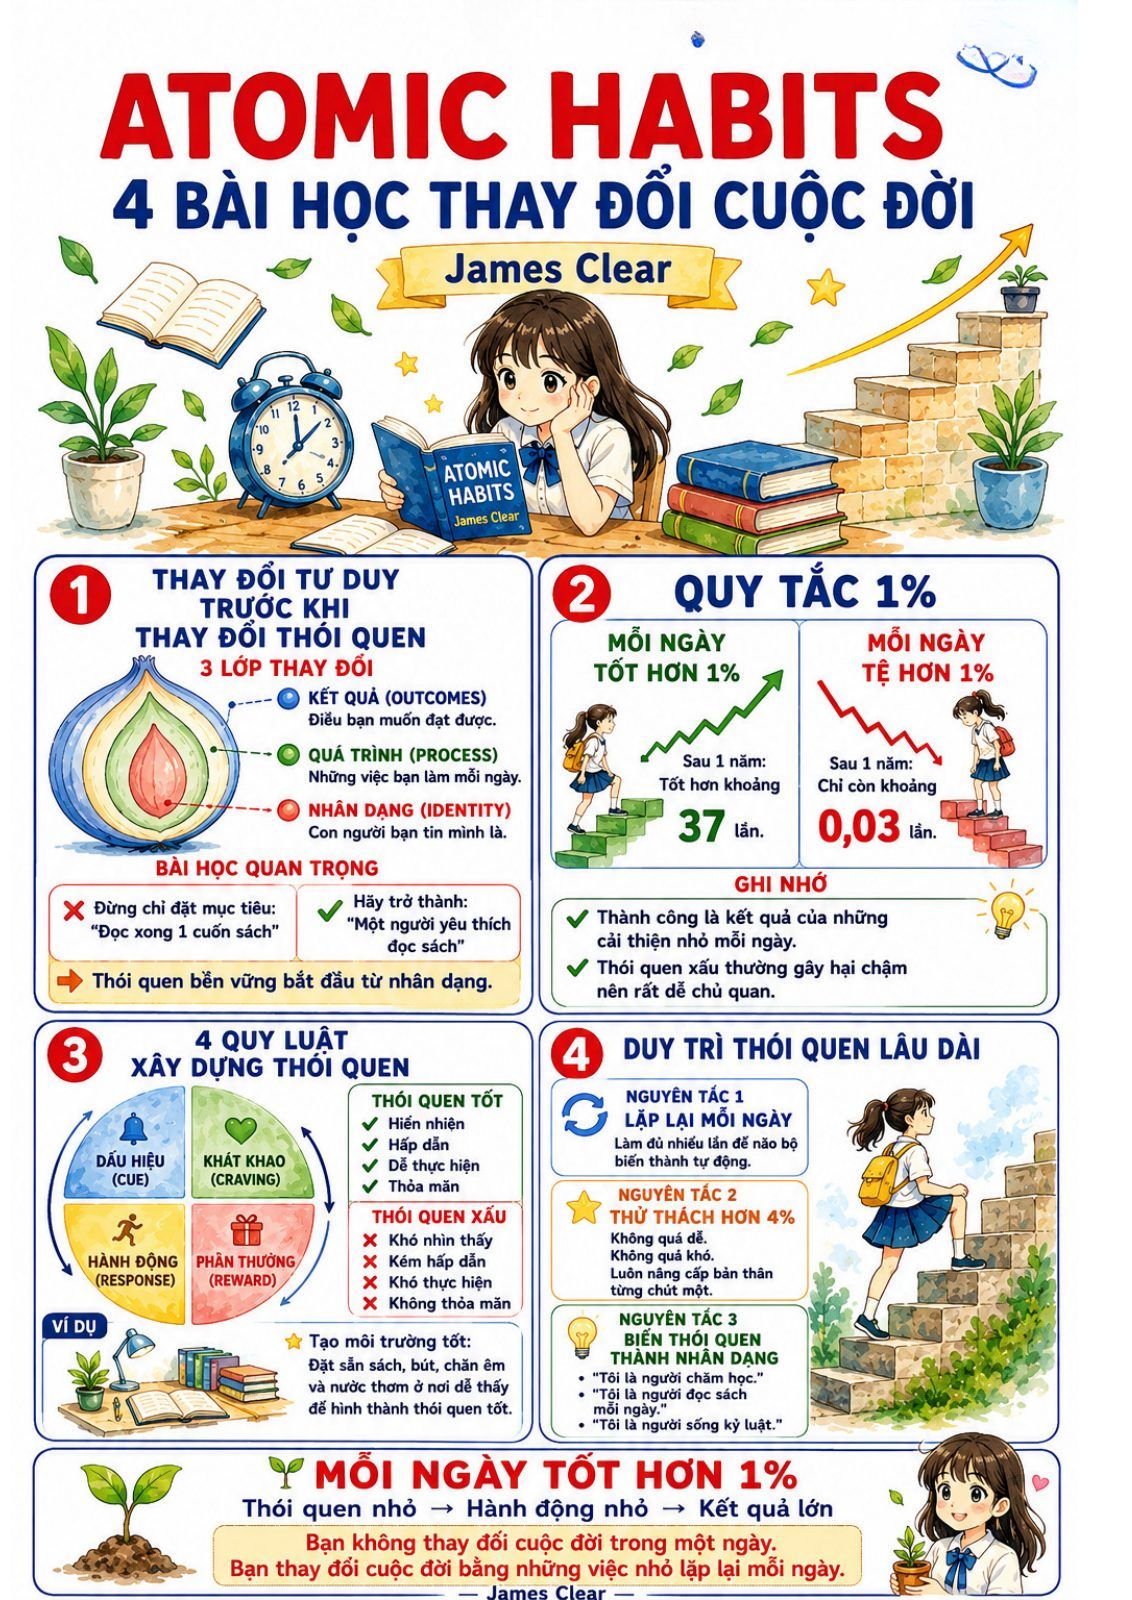 ATOMIC HABITS
4 BÀI HỌC THAY ĐỔI CUỘC ĐỜI
James Clear
ATOMIC
HABITS
James Clear
1
THAY ĐỔI TƯ DUY
TRƯỚC KHI
THAY ĐỔI THÓI QUEN
3 LỚP THAY ĐỔI
KẾT QUẢ (OUTCOMES)
Điều bạn muốn đạt được.
QUÁ TRÌNH (PROCESS)
Những việc bạn làm mỗi ngày.
NHÂN DẠNG (IDENTITY)
Con người bạn tin mình là.
BÀI HỌC QUAN TRỌNG
Đừng chỉ đặt mục tiêu:
“Đọc xong 1 cuốn sách”
Hãy trở thành:
“Một người yêu thích
đọc sách”
Thói quen bền vững bắt đầu từ nhân dạng.
2
QUY TẮC 1%
MỖI NGÀY
TỐT HƠN 1%
Sau 1 năm:
Tốt hơn khoảng
37 lần.
MỖI NGÀY
TỆ HƠN 1%
Sau 1 năm:
Chỉ còn khoảng
0,03 lần.
GHI NHỚ
Thành công là kết quả của những
cải thiện nhỏ mỗi ngày.
Thói quen xấu thường gây hại chậm
nên rất dễ chủ quan.
3
4 QUY LUẬT
XÂY DỰNG THÓI QUEN
DẤU HIỆU
(CUE)
KHÁT KHAO
(CRAVING)
HÀNH ĐỘNG
(RESPONSE)
PHẦN THƯỞNG
(REWARD)
THÓI QUEN TỐT
Hiển nhiện
Hấp dẫn
Dễ thực hiện
Thỏa mãn
THÓI QUEN XẤU
Khó nhìn thấy
Kém hấp dẫn
Khó thực hiện
Không thỏa mãn
VÍ DỤ
Tạo môi trường tốt:
Đặt sẵn sách, bút, chăn êm
và nước thơm ở nơi dễ thấy
để hình thành thói quen tốt.
4
DUY TRÌ THÓI QUEN LÂU DÀI
NGUYÊN TẮC 1
LẶP LẠI MỖI NGÀY
Làm đủ nhiều lần để não bộ
biến thành tự động.
NGUYÊN TẮC 2
THỬ THÁCH HƠN 4%
Không quá dễ.
Không quá khó.
Luôn nâng cấp bản thân
từng chút một.
NGUYÊN TẮC 3
BIẾN THÓI QUEN
THÀNH NHÂN DẠNG
• “Tôi là người chăm học.”
• “Tôi là người đọc sách
mỗi ngày.”
• “Tôi là người sống kỷ luật.”
MỖI NGÀY TỐT HƠN 1%
Thói quen nhỏ → Hành động nhỏ → Kết quả lớn
Bạn không thay đổi cuộc đời trong một ngày.
Bạn thay đổi cuộc đời bằng những việc nhỏ lặp lại mỗi ngày.
— James Clear —